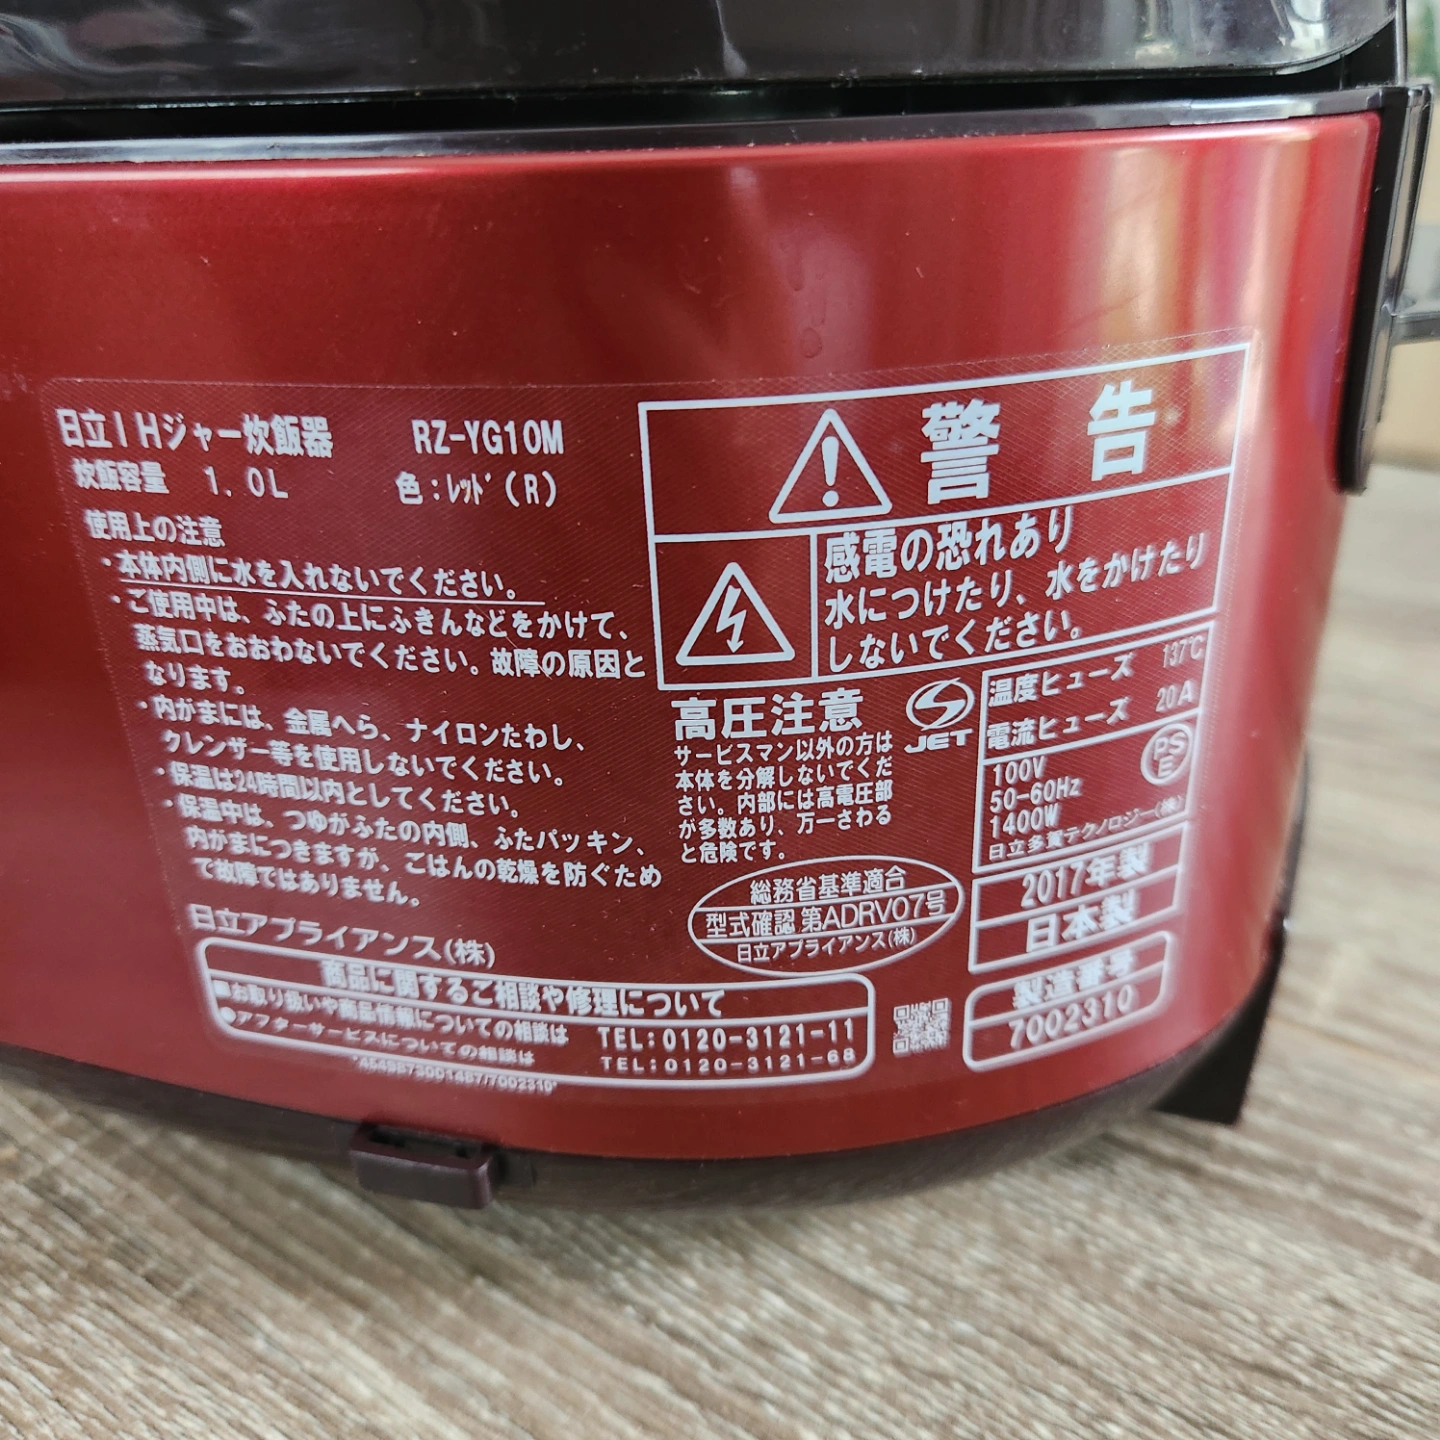 日立IHジャー炊飯器 RZ-YG10M
炊飯容量 1.0L 色:ﾚｯﾄﾞ(R)
使用上の注意
・本体内側に水を入れないでください。
・ご使用中は、ふたの上にふきんなどをかけて、
蒸気口をおおわないでください。故障の原因と
なります。
・内がまには、金属へら、ナイロンたわし、
クレンザー等を使用しないでください。
・保温は24時間以内としてください。
・保温中は、つゆがふたの内側、ふたパッキン、
内がまにつきますが、ごはんの乾燥を防ぐため
で故障ではありません。
日立アプライアンス(株)
商品に関するご相談や修理について
●お取り扱いや商品情報についての相談は TEL:0120-3121-11
●アフターサービスについての相談は TEL:0120-3121-68
警告
感電の恐れあり
水につけたり、水をかけたり
しないでください。
高圧注意
サービスマン以外の方は
本体を分解しないでくだ
さい。内部には高電圧部
が多数あり、万一さわる
と危険です。
JET
温度ヒューズ 137℃
電流ヒューズ 20A
100V
50-60Hz
1400W
PSE
日立多賀テクノロジー(株)
総務省基準適合
型式確認 第ADRV07号
日立アプライアンス(株)
2017年製
日本製
製造番号
7002310